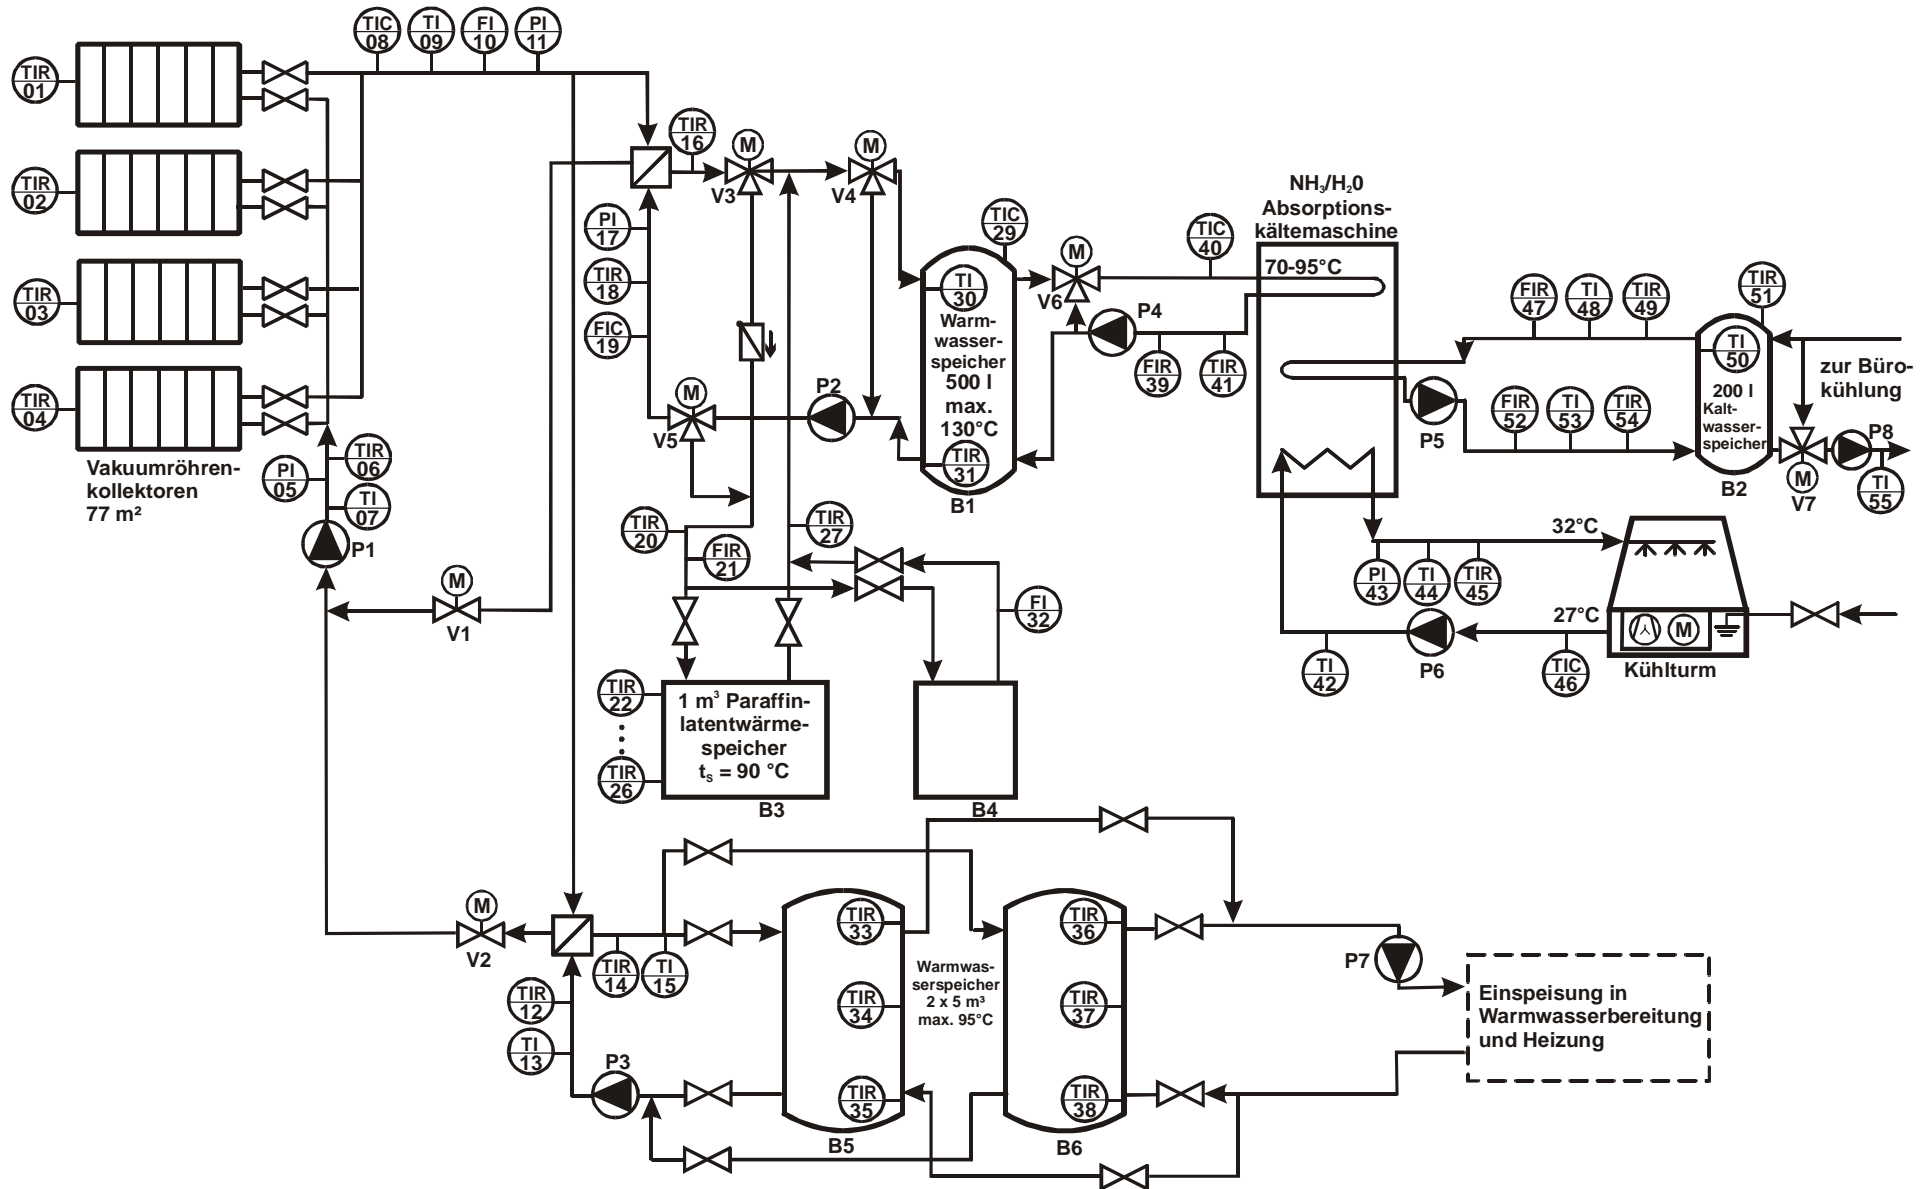 TIC
08
TI
09
FI
10
PI
11
TIR
01
TIR
02
TIR
03
TIR
04
Vakuumröhren-
kollektoren
77 m²
PI
05
TIR
06
TI
07
P1
M
V1
TIR
16
M
V3
M
V4
PI
17
TIR
18
FIC
19
M
V5
P2
TIR
20
FIR
21
TIR
27
FI
32
TIR
22
TIR
26
1 m³ Paraffin-
latentwärme-
speicher
tₛ = 90 °C
B3
B4
TIC
29
TI
30
Warm-
wasser-
speicher
500 l
max.
130°C
TIR
31
B1
M
V6
P4
TIC
40
FIR
39
TIR
41
NH₃/H₂0
Absorptions-
kältemaschine
70-95°C
FIR
47
TI
48
TIR
49
TIR
51
TI
50
200 l
Kalt-
wasser-
speicher
B2
zur Büro-
kühlung
P5
FIR
52
TI
53
TIR
54
M
V7
P8
TI
55
32°C
PI
43
TI
44
TIR
45
27°C
P6
TI
42
TIC
46
M
Kühlturm
M
V2
TIR
14
TI
15
TIR
12
TI
13
P3
TIR
33
TIR
34
TIR
35
B5
Warmwas-
serspeicher
2 x 5 m³
max. 95°C
TIR
36
TIR
37
TIR
38
B6
P7
Einspeisung in
Warmwasserbereitung
und Heizung